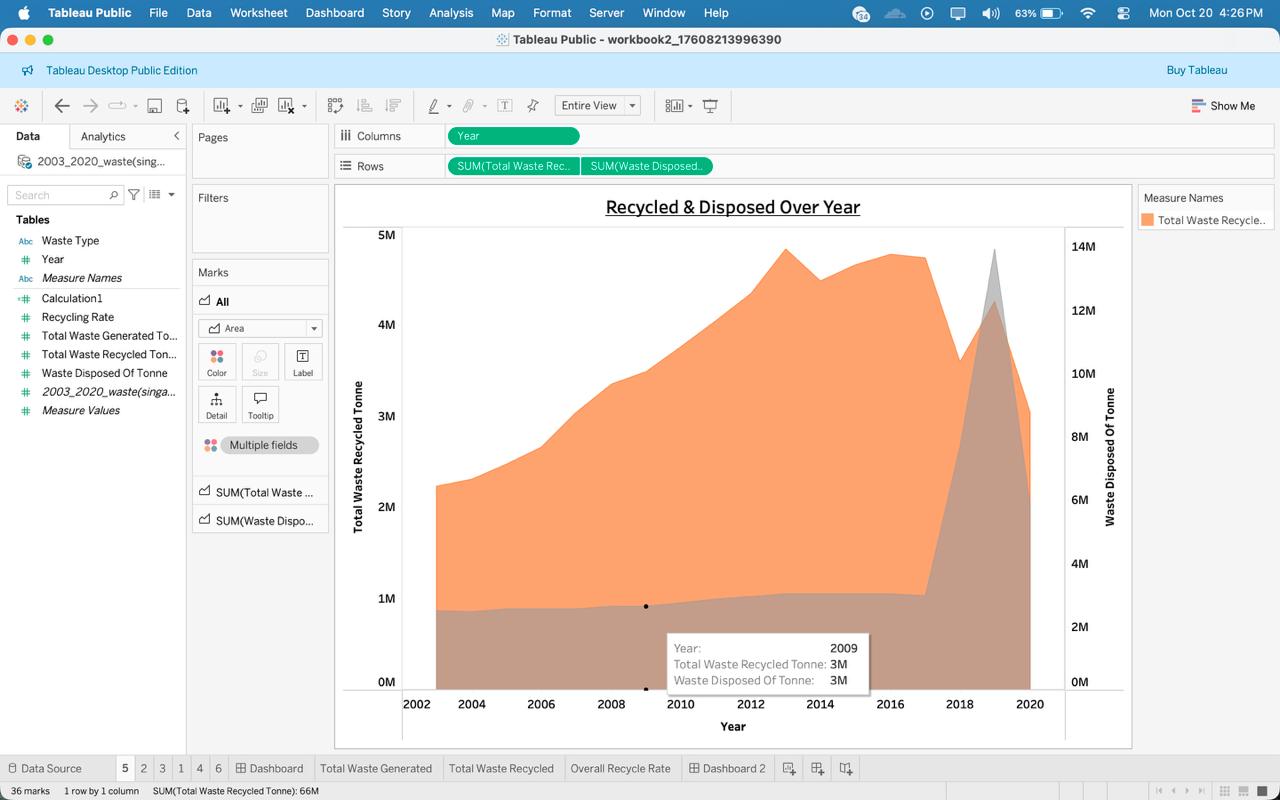 Tableau Public File Data Worksheet Dashboard Story Analysis Map Format Server Window Help 34 63% Mon Oct 20 4:26 PM
Tableau Public - workbook2_17608213996390
Tableau Desktop Public Edition Buy Tableau
Entire View Show Me
Data Analytics
2003_2020_waste(sing...
Search
Tables
Abc Waste Type
Year
Abc Measure Names
Calculation1
Recycling Rate
Total Waste Generated To...
Total Waste Recycled Ton...
Waste Disposed Of Tonne
2003_2020_waste(singa...
Measure Values
Pages
Filters
Marks
All
Area
Color Size Label
Detail Tooltip
Multiple fields
SUM(Total Waste ...
SUM(Waste Dispo...
Columns Year
Rows SUM(Total Waste Rec.. SUM(Waste Disposed..
Recycled & Disposed Over Year
5M
4M
3M
2M
1M
0M
Total Waste Recycled Tonne
14M
12M
10M
8M
6M
4M
2M
0M
Waste Disposed Of Tonne
Year: 2009
Total Waste Recycled Tonne: 3M
Waste Disposed Of Tonne: 3M
2002 2004 2006 2008 2010 2012 2014 2016 2018 2020
Year
Measure Names
Total Waste Recycle..
Data Source 5 2 3 1 4 6 Dashboard Total Waste Generated Total Waste Recycled Overall Recycle Rate Dashboard 2
36 marks 1 row by 1 column SUM(Total Waste Recycled Tonne): 66M